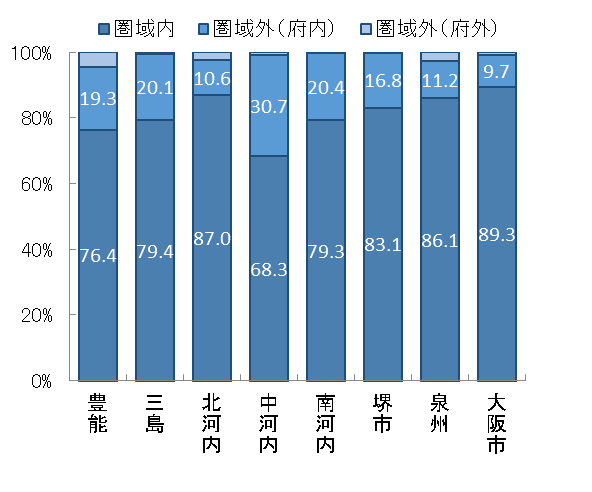 圏域内 圏域外(府内) 圏域外(府外)
100%
80%
60%
40%
20%
0%
19.3 20.1 10.6 30.7 20.4 16.8 11.2 9.7
76.4 79.4 87.0 68.3 79.3 83.1 86.1 89.3
豊能 三島 北河内 中河内 南河内 堺市 泉州 大阪市